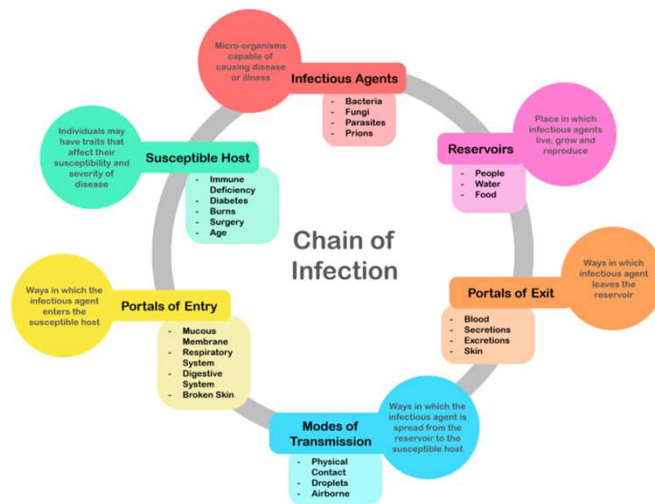 Micro-organisms
capable of
causing disease
or illness
Infectious Agents
- Bacteria
- Fungi
- Parasites
- Prions
Place in which
infectious agents
live, grow and
reproduce
Reservoirs
- People
- Water
- Food
Ways in which
infectious agent
leaves the
reservoir
Portals of Exit
- Blood
- Secretions
- Excretions
- Skin
Ways in which the
infectious agent is
spread from the
reservoir to the
susceptible host
Modes of
Transmission
- Physical
Contact
- Droplets
- Airborne
Ways in which the
infectious agent
enters the
susceptible host
Portals of Entry
- Mucous
Membrane
- Respiratory
System
- Digestive
System
- Broken Skin
Individuals may
have traits that
affect their
susceptibility and
severity of
disease
Susceptible Host
- Immune
Deficiency
- Diabetes
- Burns
- Surgery
- Age
Chain of
Infection